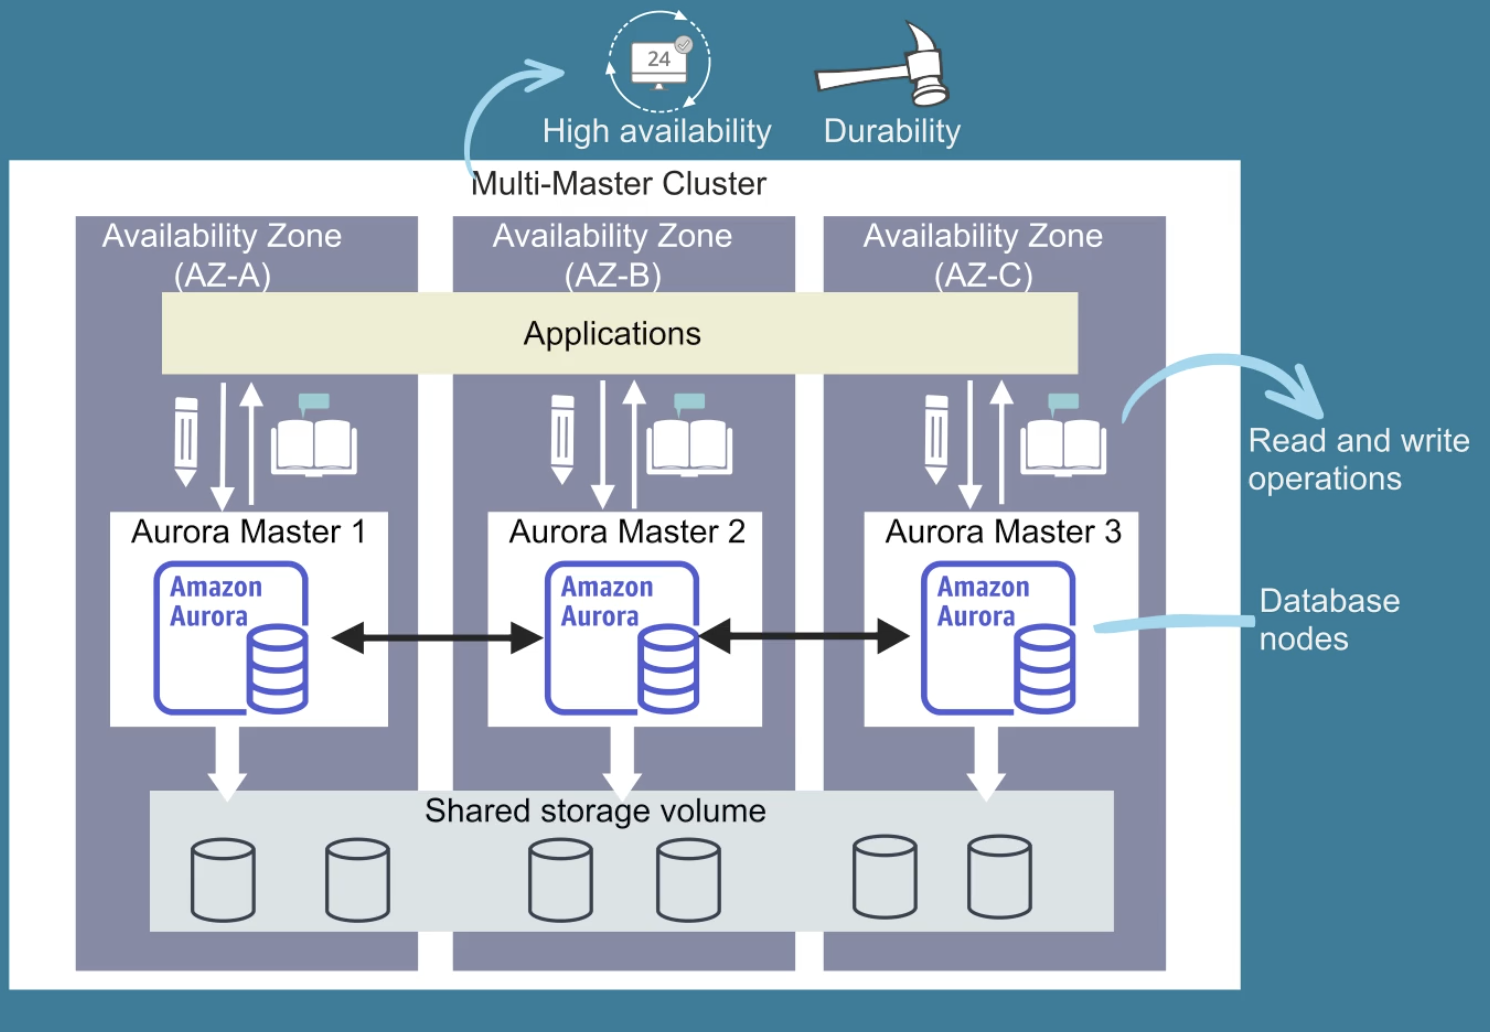 24
High availability
Durability
Multi-Master Cluster
Availability Zone
(AZ-A)
Availability Zone
(AZ-B)
Availability Zone
(AZ-C)
Applications
Read and write
operations
Aurora Master 1
Aurora Master 2
Aurora Master 3
Amazon
Aurora
Amazon
Aurora
Amazon
Aurora
Database
nodes
Shared storage volume